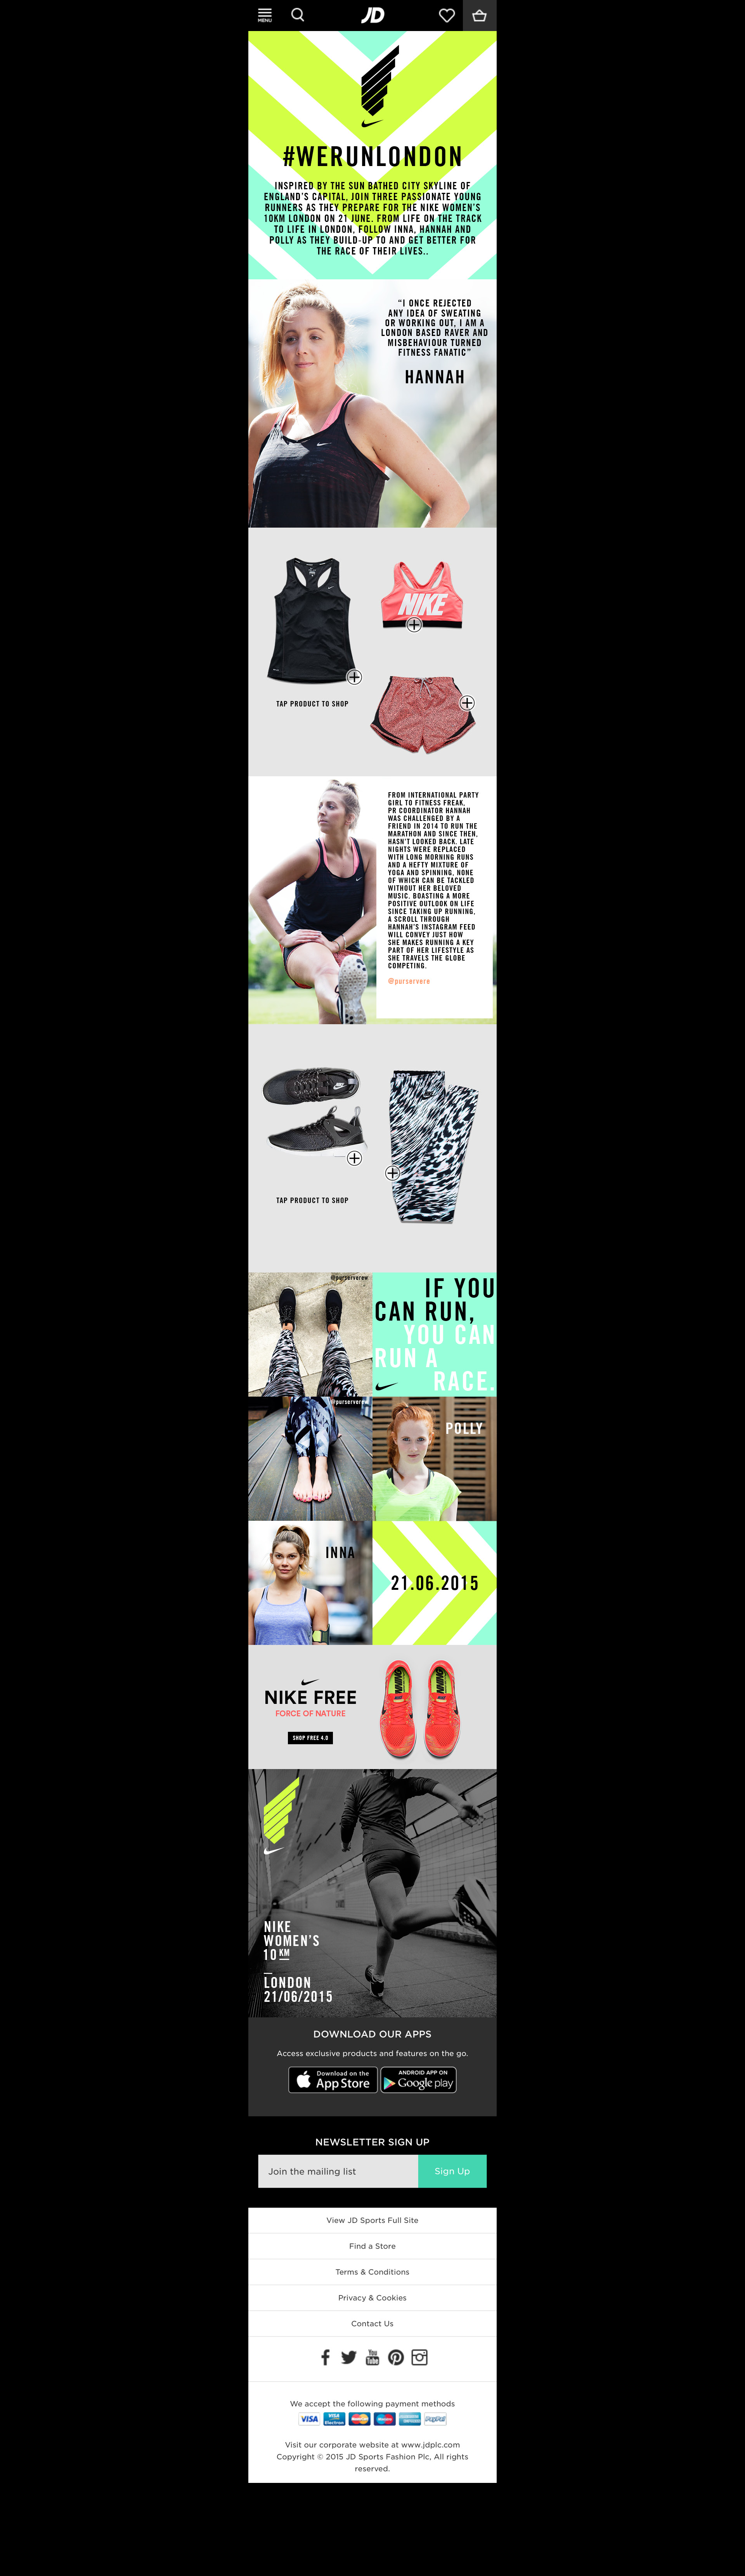 MENU
JD
#WERUNLONDON
INSPIRED BY THE SUN BATHED CITY SKYLINE OF
ENGLAND'S CAPITAL, JOIN THREE PASSIONATE YOUNG
RUNNERS AS THEY PREPARE FOR THE NIKE WOMEN'S
10KM LONDON ON 21 JUNE. FROM LIFE ON THE TRACK
TO LIFE IN LONDON, FOLLOW INNA, HANNAH AND
POLLY AS THEY BUILD-UP TO AND GET BETTER FOR
THE RACE OF THEIR LIVES..
“I ONCE REJECTED
ANY IDEA OF SWEATING
OR WORKING OUT, I AM A
LONDON BASED RAVER AND
MISBEHAVIOUR TURNED
FITNESS FANATIC”
HANNAH
NIKE
TAP PRODUCT TO SHOP
FROM INTERNATIONAL PARTY
GIRL TO FITNESS FREAK,
PR COORDINATOR HANNAH
WAS CHALLENGED BY A
FRIEND IN 2014 TO RUN THE
MARATHON AND SINCE THEN,
HASN'T LOOKED BACK. LATE
NIGHTS WERE REPLACED
WITH LONG MORNING RUNS
AND A HEFTY MIXTURE OF
YOGA AND SPINNING, NONE
OF WHICH CAN BE TACKLED
WITHOUT HER BELOVED
MUSIC. BOASTING A MORE
POSITIVE OUTLOOK ON LIFE
SINCE TAKING UP RUNNING,
A SCROLL THROUGH
HANNAH'S INSTAGRAM FEED
WILL CONVEY JUST HOW
SHE MAKES RUNNING A KEY
PART OF HER LIFESTYLE AS
SHE TRAVELS THE GLOBE
COMPETING.
@purservere
TAP PRODUCT TO SHOP
@purserverew
IF YOU
CAN RUN,
YOU CAN
RUN A
RACE.
@purserverew
POLLY
INNA
21.06.2015
NIKE FREE
FORCE OF NATURE
SHOP FREE 4.0
NIKE
WOMEN'S
10 KM
LONDON
21/06/2015
DOWNLOAD OUR APPS
Access exclusive products and features on the go.
Download on the
App Store
ANDROID APP ON
Google play
NEWSLETTER SIGN UP
Join the mailing list
Sign Up
View JD Sports Full Site
Find a Store
Terms & Conditions
Privacy & Cookies
Contact Us
You
Tube
We accept the following payment methods
VISA
PayPal
Visit our corporate website at www.jdplc.com
Copyright © 2015 JD Sports Fashion Plc, All rights
reserved.